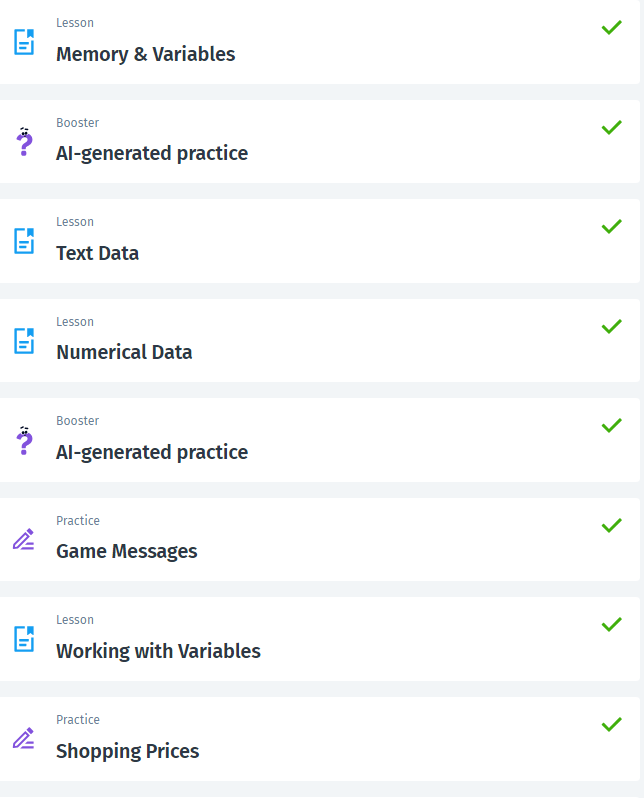 Lesson
Memory & Variables
Booster
AI-generated practice
Lesson
Text Data
Lesson
Numerical Data
Booster
AI-generated practice
Practice
Game Messages
Lesson
Working with Variables
Practice
Shopping Prices